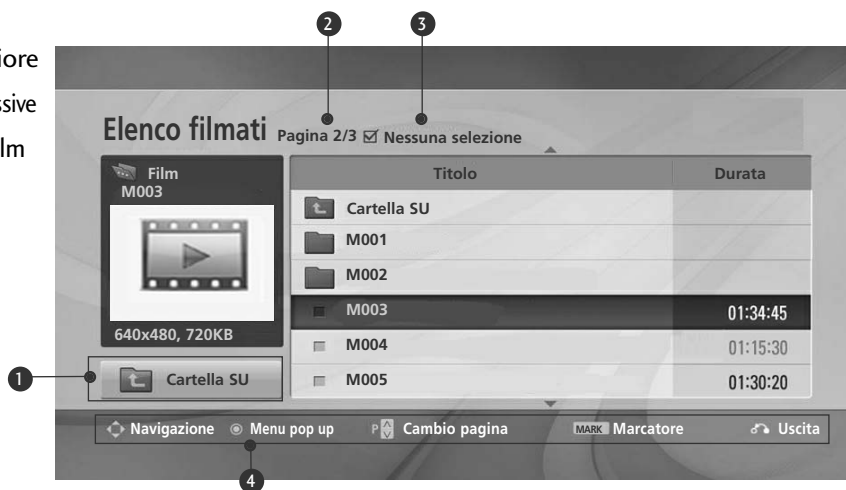 2 3
iore
ssive
lm
Elenco filmati Pagina 2/3 Nessuna selezione
Film
M003
640x480, 720KB
1 Cartella SU
Titolo Durata
Cartella SU
M001
M002
M003 01:34:45
M004 01:15:30
M005 01:30:20
Navigazione Menu pop up P Cambio pagina MARK Marcatore Uscita
4